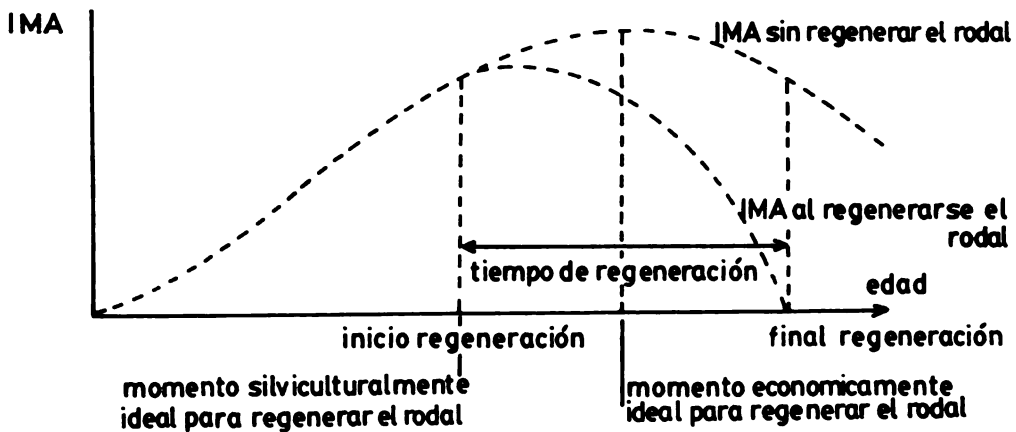 IMA
IMA sin regenerar el rodal
IMA al regenerarse el
rodal
tiempo de regeneración
edad
inicio regeneración
final regeneración
momento silviculturalmente
ideal para regenerar el rodal
momento economicamente
ideal para regenerar el rodal